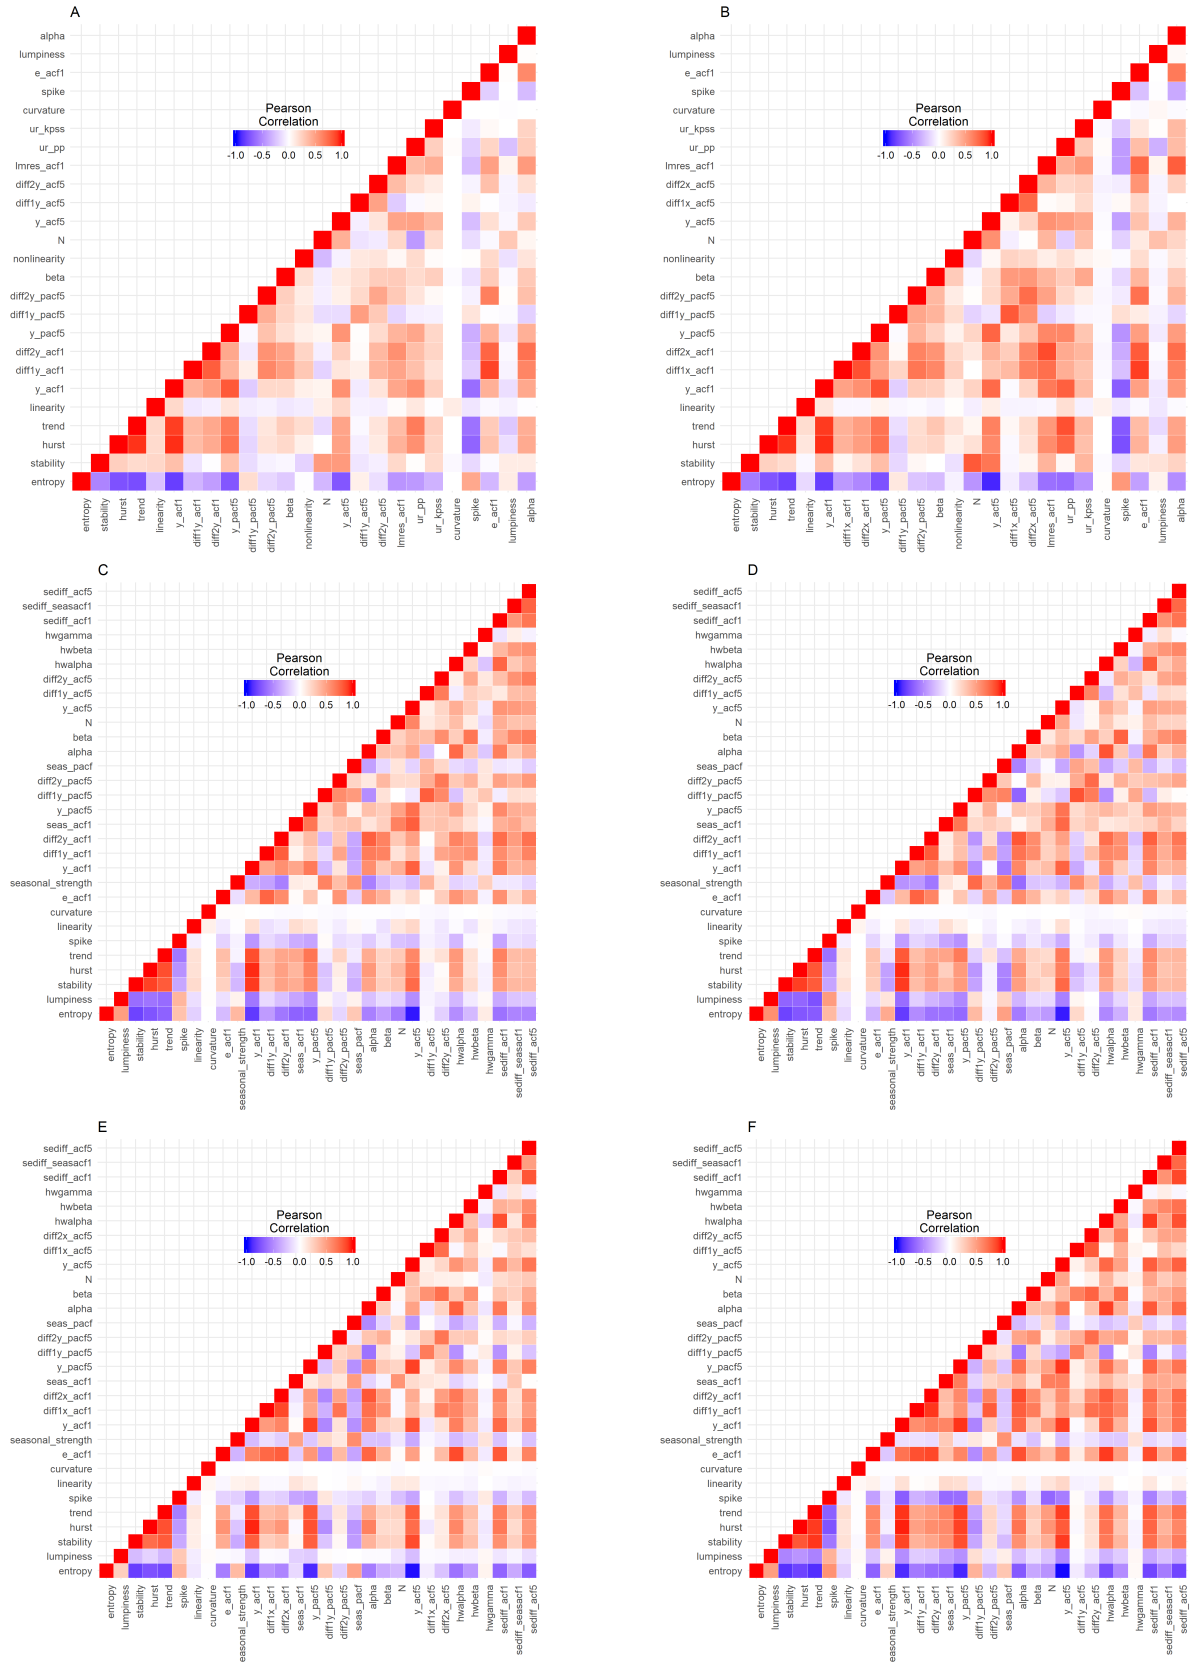 A
alpha
lumpiness
e_acf1
spike
curvature
ur_kpss
ur_pp
lmres_acf1
diff2y_acf5
diff1y_acf5
y_acf5
N
nonlinearity
beta
diff2y_pacf5
diff1y_pacf5
y_pacf5
diff2y_acf1
diff1y_acf1
y_acf1
linearity
trend
hurst
stability
entropy
Pearson
Correlation
-1.0 -0.5 0.0 0.5 1.0
entropy
stability
hurst
trend
linearity
y_acf1
diff1y_acf1
diff2y_acf1
y_pacf5
diff1y_pacf5
diff2y_pacf5
beta
nonlinearity
N
y_acf5
diff1y_acf5
diff2y_acf5
lmres_acf1
ur_pp
ur_kpss
curvature
spike
e_acf1
lumpiness
alpha
B
alpha
lumpiness
e_acf1
spike
curvature
ur_kpss
ur_pp
lmres_acf1
diff2x_acf5
diff1x_acf5
y_acf5
N
nonlinearity
beta
diff2y_pacf5
diff1y_pacf5
y_pacf5
diff2x_acf1
diff1x_acf1
y_acf1
linearity
trend
hurst
stability
entropy
Pearson
Correlation
-1.0 -0.5 0.0 0.5 1.0
entropy
stability
hurst
trend
linearity
y_acf1
diff1x_acf1
diff2x_acf1
y_pacf5
diff1y_pacf5
diff2y_pacf5
beta
nonlinearity
N
y_acf5
diff1x_acf5
diff2x_acf5
lmres_acf1
ur_pp
ur_kpss
curvature
spike
e_acf1
lumpiness
alpha
C
sediff_acf5
sediff_seasacf1
sediff_acf1
hwgamma
hwbeta
hwalpha
diff2y_acf5
diff1y_acf5
y_acf5
N
beta
alpha
seas_pacf
diff2y_pacf5
diff1y_pacf5
y_pacf5
seas_acf1
diff2y_acf1
diff1y_acf1
y_acf1
seasonal_strength
e_acf1
curvature
linearity
spike
trend
hurst
stability
lumpiness
entropy
Pearson
Correlation
-1.0 -0.5 0.0 0.5 1.0
entropy
lumpiness
stability
hurst
trend
spike
linearity
curvature
e_acf1
seasonal_strength
y_acf1
diff1y_acf1
diff2y_acf1
seas_acf1
y_pacf5
diff1y_pacf5
diff2y_pacf5
seas_pacf
alpha
beta
N
y_acf5
diff1y_acf5
diff2y_acf5
hwalpha
hwbeta
hwgamma
sediff_acf1
sediff_seasacf1
sediff_acf5
D
sediff_acf5
sediff_seasacf1
sediff_acf1
hwgamma
hwbeta
hwalpha
diff2y_acf5
diff1y_acf5
y_acf5
N
beta
alpha
seas_pacf
diff2y_pacf5
diff1y_pacf5
y_pacf5
seas_acf1
diff2y_acf1
diff1y_acf1
y_acf1
seasonal_strength
e_acf1
curvature
linearity
spike
trend
hurst
stability
lumpiness
entropy
Pearson
Correlation
-1.0 -0.5 0.0 0.5 1.0
entropy
lumpiness
stability
hurst
trend
spike
linearity
curvature
e_acf1
seasonal_strength
y_acf1
diff1y_acf1
diff2y_acf1
seas_acf1
y_pacf5
diff1y_pacf5
diff2y_pacf5
seas_pacf
alpha
beta
N
y_acf5
diff1y_acf5
diff2y_acf5
hwalpha
hwbeta
hwgamma
sediff_acf1
sediff_seasacf1
sediff_acf5
E
sediff_acf5
sediff_seasacf1
sediff_acf1
hwgamma
hwbeta
hwalpha
diff2x_acf5
diff1x_acf5
y_acf5
N
beta
alpha
seas_pacf
diff2y_pacf5
diff1y_pacf5
y_pacf5
seas_acf1
diff2x_acf1
diff1x_acf1
y_acf1
seasonal_strength
e_acf1
curvature
linearity
spike
trend
hurst
stability
lumpiness
entropy
Pearson
Correlation
-1.0 -0.5 0.0 0.5 1.0
entropy
lumpiness
stability
hurst
trend
spike
linearity
curvature
e_acf1
easonal_strength
y_acf1
diff1x_acf1
diff2x_acf1
seas_acf1
y_pacf5
diff1y_pacf5
diff2y_pacf5
seas_pacf
alpha
beta
N
y_acf5
diff1x_acf5
diff2x_acf5
hwalpha
hwbeta
hwgamma
sediff_acf1
sediff_seasacf1
sediff_acf5
F
sediff_acf5
sediff_seasacf1
sediff_acf1
hwgamma
hwbeta
hwalpha
diff2y_acf5
diff1y_acf5
y_acf5
N
beta
alpha
seas_pacf
diff2y_pacf5
diff1y_pacf5
y_pacf5
seas_acf1
diff2y_acf1
diff1y_acf1
y_acf1
seasonal_strength
e_acf1
curvature
linearity
spike
trend
hurst
stability
lumpiness
entropy
Pearson
Correlation
-1.0 -0.5 0.0 0.5 1.0
entropy
lumpiness
stability
hurst
trend
spike
linearity
curvature
e_acf1
seasonal_strength
y_acf1
diff1y_acf1
diff2y_acf1
seas_acf1
y_pacf5
diff1y_pacf5
diff2y_pacf5
seas_pacf
alpha
beta
N
y_acf5
diff1y_acf5
diff2y_acf5
hwalpha
hwbeta
hwgamma
sediff_acf1
sediff_seasacf1
sediff_acf5